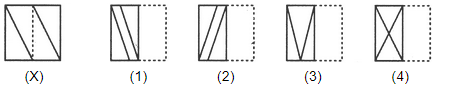 (X) (1) (2) (3) (4)